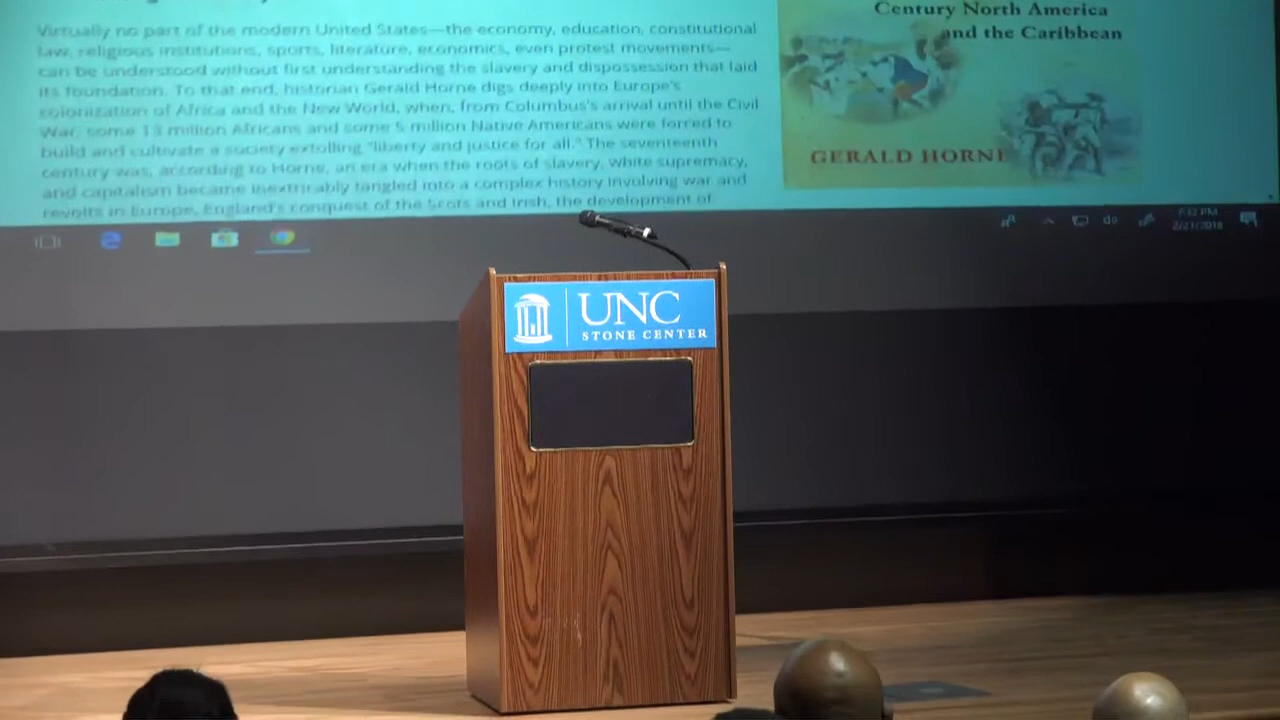 Virtually no part of the modern United States—the economy, education, constitutional
law, religious institutions, sports, literature, economics, even protest movements—
can be understood without first understanding the slavery and dispossession that laid
its foundation. To that end, historian Gerald Horne digs deeply into Europe's
colonization of Africa and the New World, when, from Columbus's arrival until the Civil
War, some 13 million Africans and some 5 million Native Americans were forced to
build and cultivate a society extolling "liberty and justice for all." The seventeenth
century was, according to Horne, an era when the roots of slavery, white supremacy,
and capitalism became inextricably tangled into a complex history involving war and
revolts in Europe, England's conquest of the Scots and Irish, the development of
Century North America
and the Caribbean
GERALD HORNE
7:32 PM
2/21/2018
UNC
STONE CENTER